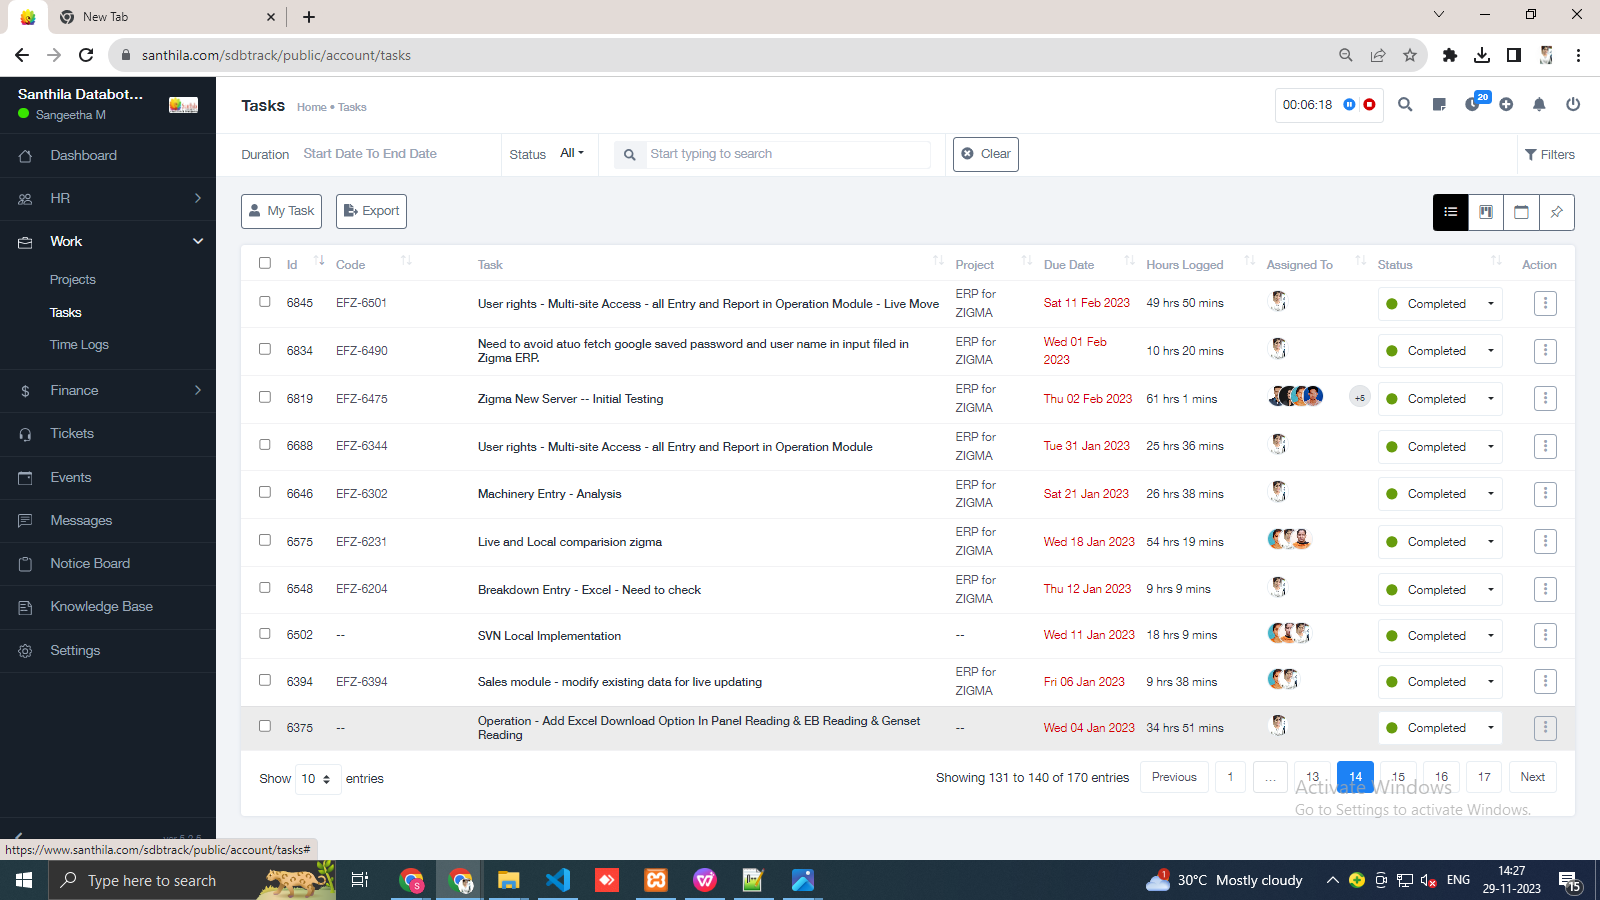 New Tab
santhila.com/sdbtrack/public/account/tasks
Santhila Databot...
Sangeetha M
Dashboard
HR
Work
Projects
Tasks
Time Logs
Finance
Tickets
Events
Messages
Notice Board
Knowledge Base
Settings
https://www.santhila.com/sdbtrack/public/account/tasks#
Tasks Home • Tasks
00:06:18
20
Duration Start Date To End Date Status All Start typing to search Clear Filters
My Task Export
Id Code Task Project Due Date Hours Logged Assigned To Status Action
6845 EFZ-6501 User rights - Multi-site Access - all Entry and Report in Operation Module - Live Move ERP for ZIGMA Sat 11 Feb 2023 49 hrs 50 mins Completed
6834 EFZ-6490 Need to avoid atuo fetch google saved password and user name in input filed in Zigma ERP. ERP for ZIGMA Wed 01 Feb 2023 10 hrs 20 mins Completed
6819 EFZ-6475 Zigma New Server -- Initial Testing ERP for ZIGMA Thu 02 Feb 2023 61 hrs 1 mins +5 Completed
6688 EFZ-6344 User rights - Multi-site Access - all Entry and Report in Operation Module ERP for ZIGMA Tue 31 Jan 2023 25 hrs 36 mins Completed
6646 EFZ-6302 Machinery Entry - Analysis ERP for ZIGMA Sat 21 Jan 2023 26 hrs 38 mins Completed
6575 EFZ-6231 Live and Local comparision zigma ERP for ZIGMA Wed 18 Jan 2023 54 hrs 19 mins Completed
6548 EFZ-6204 Breakdown Entry - Excel - Need to check ERP for ZIGMA Thu 12 Jan 2023 9 hrs 9 mins Completed
6502 -- SVN Local Implementation -- Wed 11 Jan 2023 18 hrs 9 mins Completed
6394 EFZ-6394 Sales module - modify existing data for live updating ERP for ZIGMA Fri 06 Jan 2023 9 hrs 38 mins Completed
6375 -- Operation - Add Excel Download Option In Panel Reading & EB Reading & Genset Reading -- Wed 04 Jan 2023 34 hrs 51 mins Completed
Show 10 entries Showing 131 to 140 of 170 entries Previous 1 ... 13 14 15 16 17 Next
Activate Windows
Go to Settings to activate Windows.
Type here to search
1
30°C Mostly cloudy
ENG
14:27
29-11-2023
15